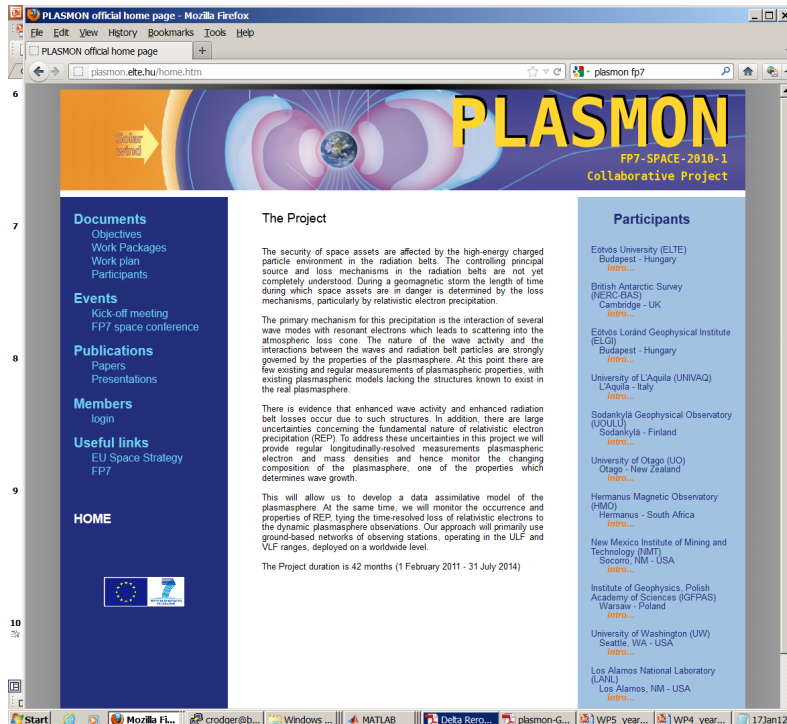 PLASMON official home page - Mozilla Firefox
File Edit View History Bookmarks Tools Help
PLASMON official home page
+
plasmon.elte.hu/home.htm
- plasmon fp7
6
7
8
9
10
Solar
wind
PLASMON
FP7-SPACE-2010-1
Collaborative Project
Documents
Objectives
Work Packages
Work plan
Participants
Events
Kick-off meeting
FP7 space conference
Publications
Papers
Presentations
Members
login
Useful links
EU Space Strategy
FP7
HOME
The Project
The security of space assets are affected by the high-energy charged
particle environment in the radiation belts. The controlling principal
source and loss mechanisms in the radiation belts are not yet
completely understood. During a geomagnetic storm the length of time
during which space assets are in danger is determined by the loss
mechanisms, particularly by relativistic electron precipitation.
The primary mechanism for this precipitation is the interaction of several
wave modes with resonant electrons which leads to scattering into the
atmospheric loss cone. The nature of the wave activity and the
interactions between the waves and radiation belt particles are strongly
governed by the properties of the plasmasphere. At this point there are
few existing and regular measurements of plasmaspheric properties, with
existing plasmaspheric models lacking the structures known to exist in
the real plasmasphere.
There is evidence that enhanced wave activity and enhanced radiation
belt losses occur due to such structures. In addition, there are large
uncertainties concerning the fundamental nature of relativistic electron
precipitation (REP). To address these uncertainties in this project we will
provide regular longitudinally-resolved measurements plasmaspheric
electron and mass densities and hence monitor the changing
composition of the plasmasphere, one of the properties which
determines wave growth.
This will allow us to develop a data assimilative model of the
plasmasphere. At the same time, we will monitor the occurrence and
properties of REP, tying the time-resolved loss of relativistic electrons to
the dynamic plasmasphere observations. Our approach will primarily use
ground-based networks of observing stations, operating in the ULF and
VLF ranges, deployed on a worldwide level.
The Project duration is 42 months (1 February 2011 - 31 July 2014)
Participants
Eötvös University (ELTE)
Budapest - Hungary
intro...
British Antarctic Survey
(NERC-BAS)
Cambridge - UK
intro...
Eötvös Loránd Geophysical Institute
(ELGI)
Budapest - Hungary
intro...
University of L'Aquila (UNIVAQ)
L'Aquila - Italy
intro...
Sodankylä Geophysical Observatory
(UOULU)
Sodankylä - Finland
intro...
University of Otago (UO)
Otago - New Zealand
intro...
Hermanus Magnetic Observatory
(HMO)
Hermanus - South Africa
intro...
New Mexico Institute of Mining and
Technology (NMT)
Socorro, NM - USA
intro...
Institute of Geophysics, Polish
Academy of Sciences (IGFPAS)
Warsaw - Poland
intro...
University of Washington (UW)
Seattle, WA - USA
intro...
Los Alamos National Laboratory
(LANL)
Los Alamos, NM - USA
intro...
Start
Mozilla Fi...
crodger@b...
Windows ...
MATLAB
Delta Rero...
plasmon-G...
WP5_year...
WP4_year...
17Jan12